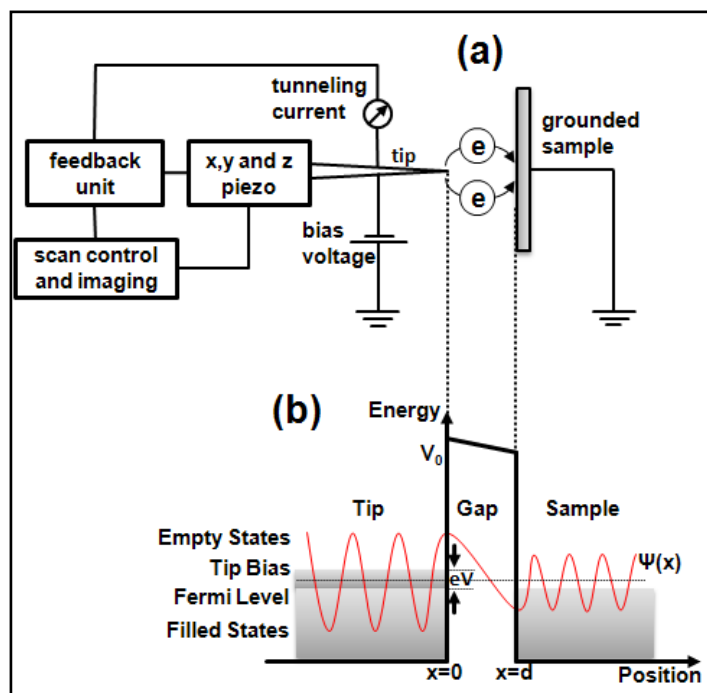 (a)
tunneling
current
grounded
sample
tip
e
e
feedback
unit
x,y and z
piezo
bias
voltage
scan control
and imaging
(b)
Energy
V₀
Tip
Gap
Sample
Empty States
Ψ(x)
Tip Bias
eV
Fermi Level
Filled States
x=0
x=d
Position